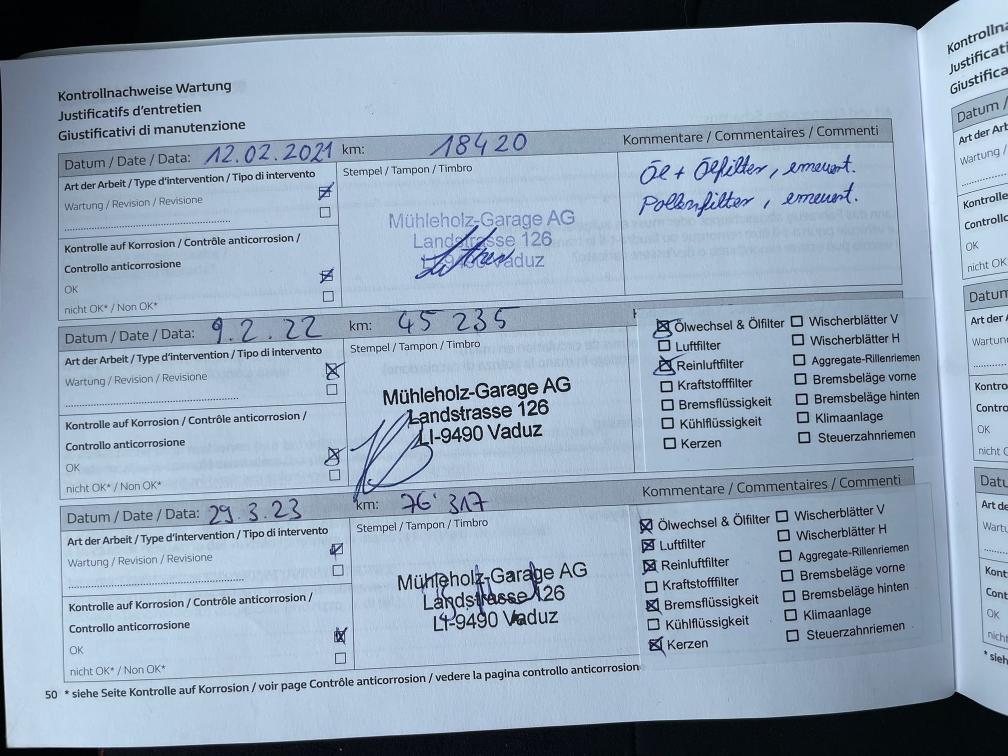 Kontrollnachweise Wartung
Justificatifs d'entretien
Giustificativi di manutenzione
Datum / Date / Data: 12.02.2021 km: 18420 Kommentare / Commentaires / Commenti
Art der Arbeit / Type d'intervention / Tipo di intervento
Stempel / Tampon / Timbro
Wartung / Revision / Revisione
Öl + Ölfilter, erneuert.
Pollenfilter, erneuert.
Mühleholz-Garage AG
Landstrasse 126
LI-9490 Vaduz
Kontrolle auf Korrosion / Contrôle anticorrosion /
Controllo anticorrosione
OK
nicht OK* / Non OK*
Datum / Date / Data: 9.2.22 km: 45 235
Art der Arbeit / Type d'intervention / Tipo di intervento
Stempel / Tampon / Timbro
Wartung / Revision / Revisione
Mühleholz-Garage AG
Landstrasse 126
LI-9490 Vaduz
Kontrolle auf Korrosion / Contrôle anticorrosion /
Controllo anticorrosione
OK
nicht OK* / Non OK*
Ölwechsel & Ölfilter Wischerblätter V
Luftfilter Wischerblätter H
Reinluftfilter Aggregate-Rillenriemen
Kraftstofffilter Bremsbeläge vorne
Bremsflüssigkeit Bremsbeläge hinten
Kühlflüssigkeit Klimaanlage
Kerzen Steuerzahnriemen
Datum / Date / Data: 29.3.23 km: 76'317 Kommentare / Commentaires / Commenti
Art der Arbeit / Type d'intervention / Tipo di intervento
Stempel / Tampon / Timbro
Wartung / Revision / Revisione
Mühleholz-Garage AG
Landstrasse 126
LI-9490 Vaduz
Kontrolle auf Korrosion / Contrôle anticorrosion /
Controllo anticorrosione
OK
nicht OK* / Non OK*
Ölwechsel & Ölfilter Wischerblätter V
Luftfilter Wischerblätter H
Reinluftfilter Aggregate-Rillenriemen
Kraftstofffilter Bremsbeläge vorne
Bremsflüssigkeit Bremsbeläge hinten
Kühlflüssigkeit Klimaanlage
Kerzen Steuerzahnriemen
50 * siehe Seite Kontrolle auf Korrosion / voir page Contrôle anticorrosion / vedere la pagina controllo anticorrosion
Datum /
OK
nicht OK*
OK